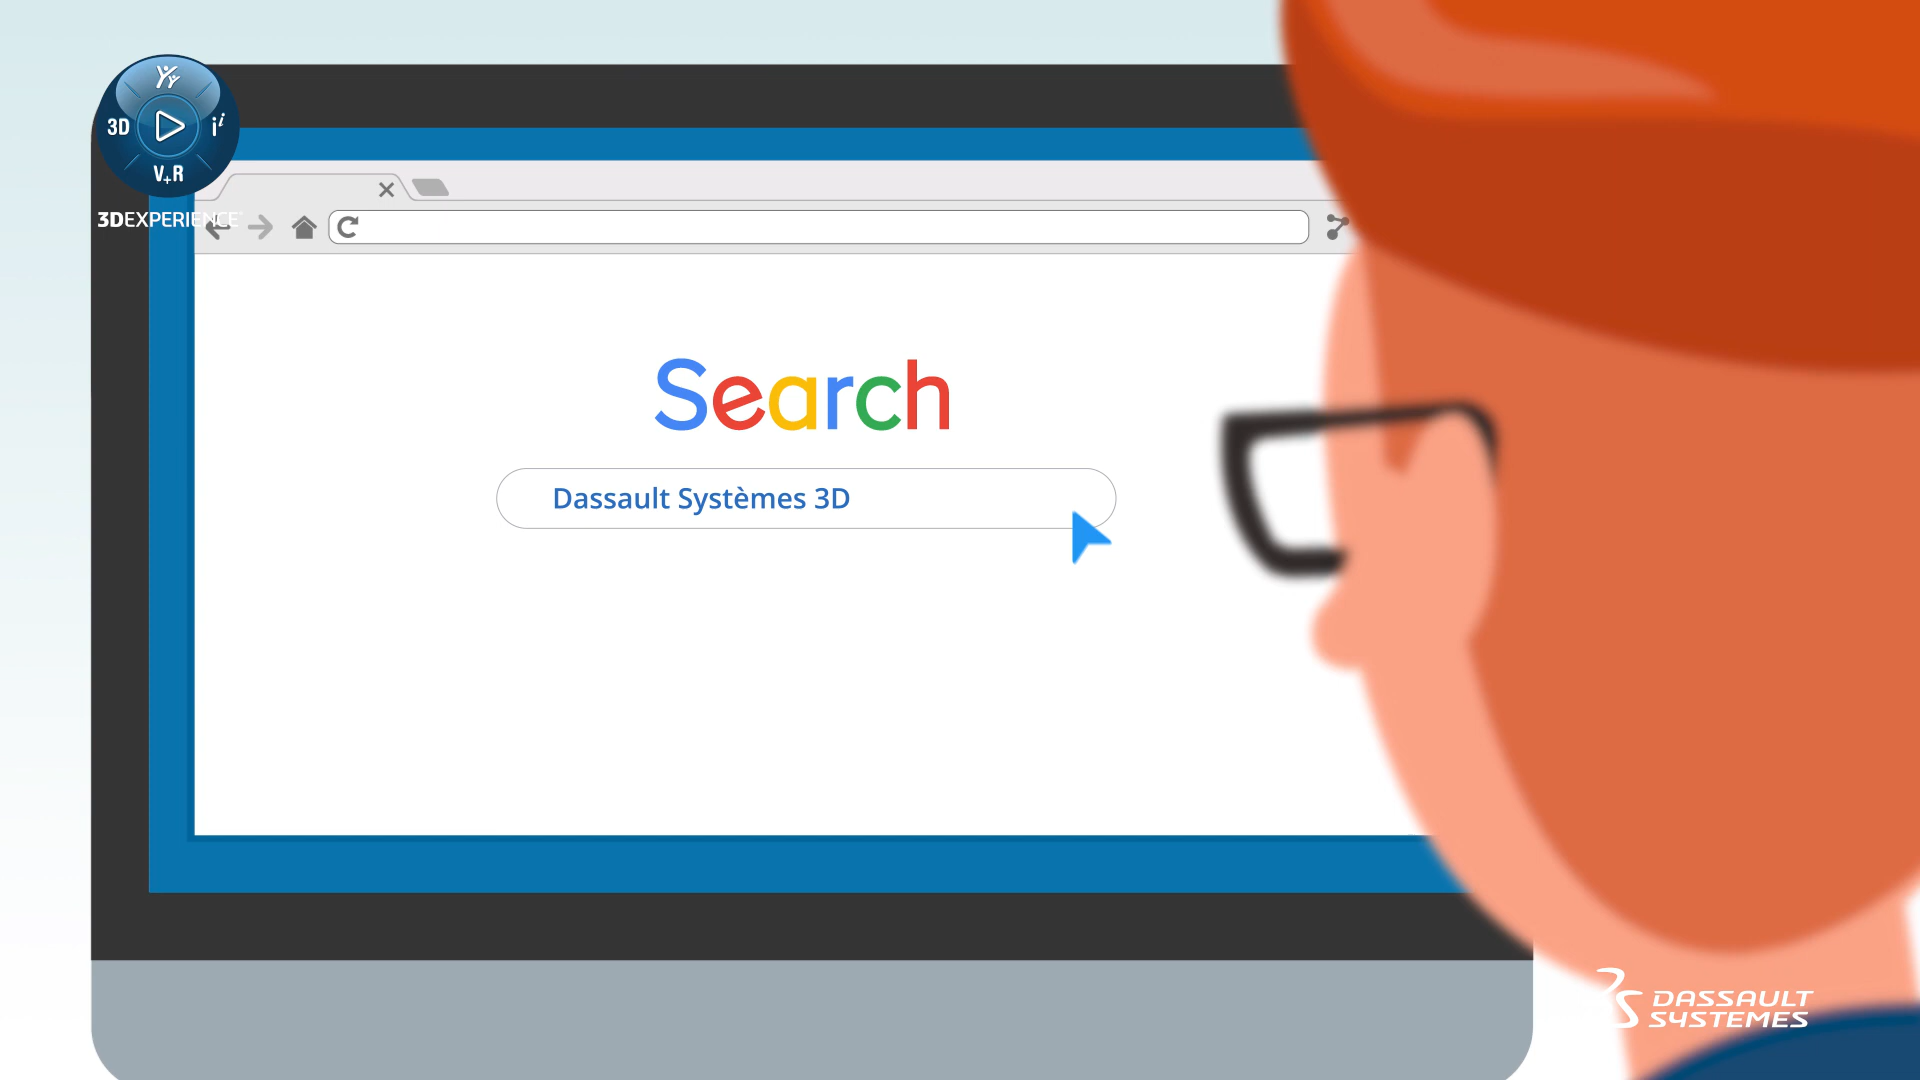 3D
V+R
3DEXPERIENCE
Search
Dassault Systèmes 3D
DASSAULT
SYSTEMES